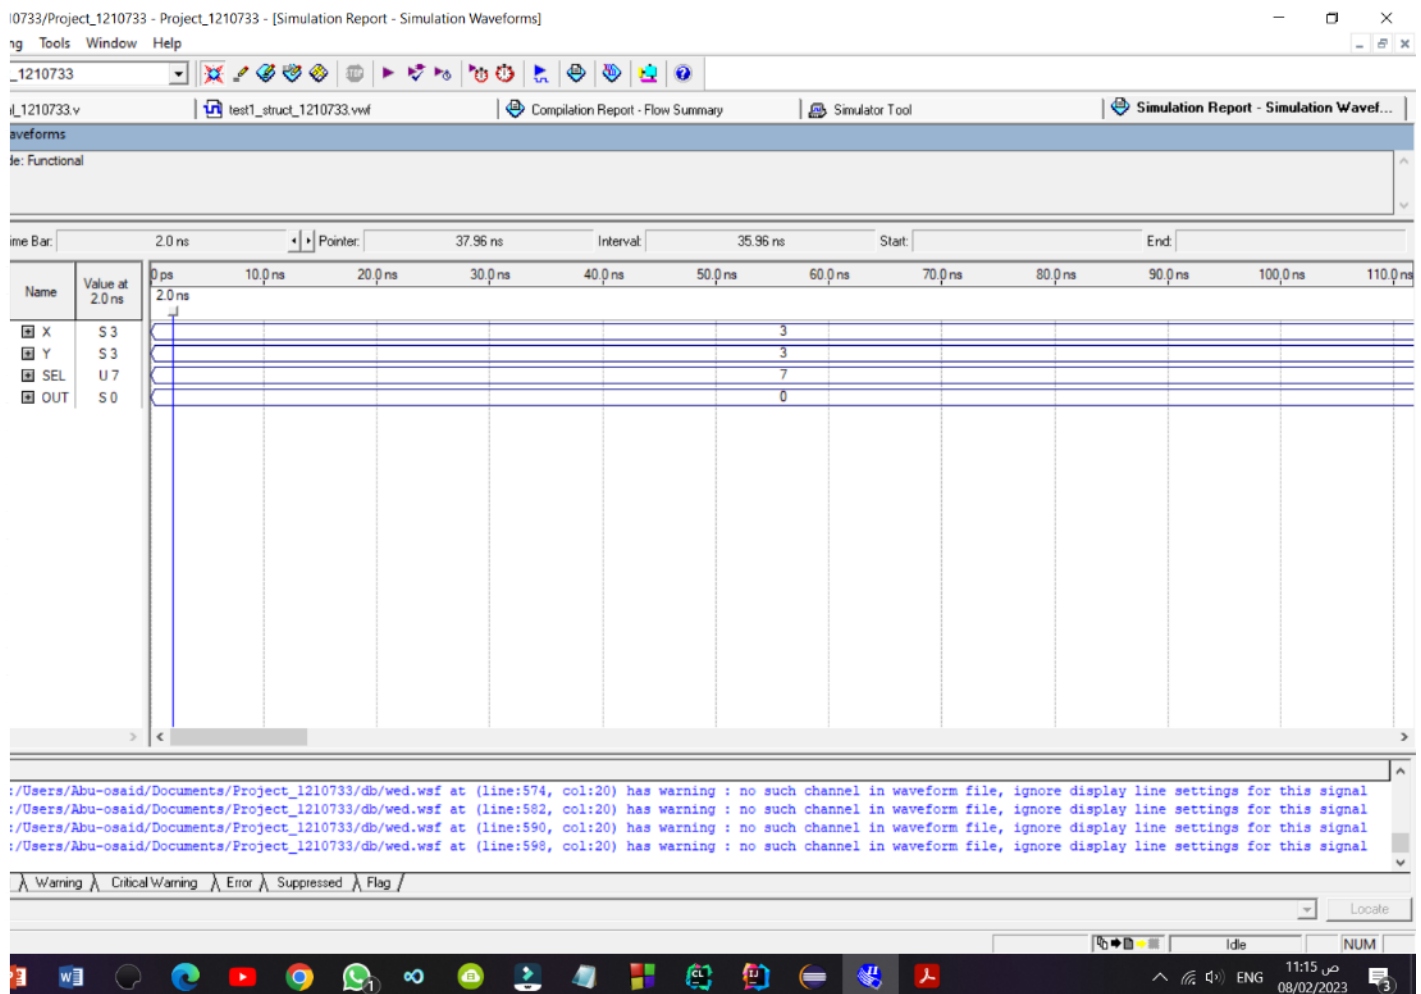 10733/Project_1210733 - Project_1210733 - [Simulation Report - Simulation Waveforms]
ng Tools Window Help
_1210733
l_1210733.v test1_struct_1210733.vwf Compilation Report - Flow Summary Simulator Tool Simulation Report - Simulation Wavef...
aveforms
de: Functional
ime Bar: 2.0 ns Pointer: 37.96 ns Interval: 35.96 ns Start: End:
Name Value at 2.0 ns 0 ps 10.0 ns 20.0 ns 30.0 ns 40.0 ns 50.0 ns 60.0 ns 70.0 ns 80.0 ns 90.0 ns 100.0 ns 110.0 ns
2.0 ns
X S 3 3
Y S 3 3
SEL U 7 7
OUT S 0 0
:/Users/Abu-osaid/Documents/Project_1210733/db/wed.wsf at (line:574, col:20) has warning : no such channel in waveform file, ignore display line settings for this signal
:/Users/Abu-osaid/Documents/Project_1210733/db/wed.wsf at (line:582, col:20) has warning : no such channel in waveform file, ignore display line settings for this signal
:/Users/Abu-osaid/Documents/Project_1210733/db/wed.wsf at (line:590, col:20) has warning : no such channel in waveform file, ignore display line settings for this signal
:/Users/Abu-osaid/Documents/Project_1210733/db/wed.wsf at (line:598, col:20) has warning : no such channel in waveform file, ignore display line settings for this signal
Warning Critical Warning Error Suppressed Flag
Locate
Idle NUM
ENG 11:15 ص
08/02/2023 3